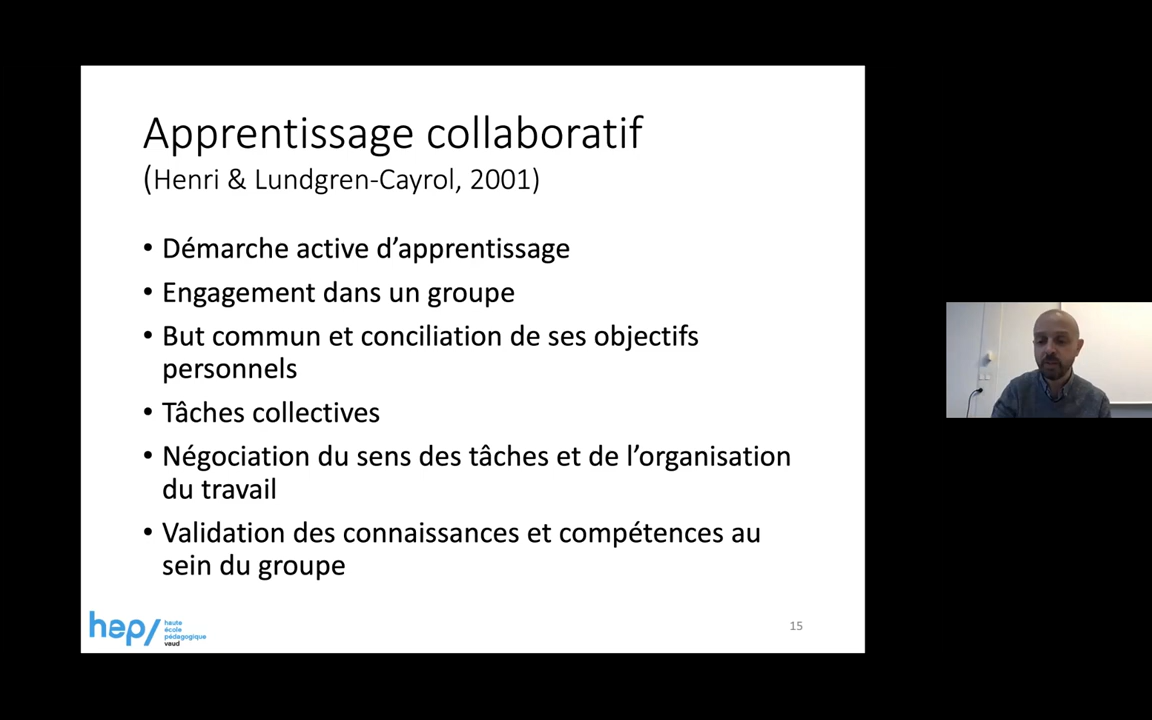 Apprentissage collaboratif
(Henri & Lundgren-Cayrol, 2001)
• Démarche active d’apprentissage
• Engagement dans un groupe
• But commun et conciliation de ses objectifs
personnels
• Tâches collectives
• Négociation du sens des tâches et de l’organisation
du travail
• Validation des connaissances et compétences au
sein du groupe
hep/
haute
école
pédagogique
vaud
15